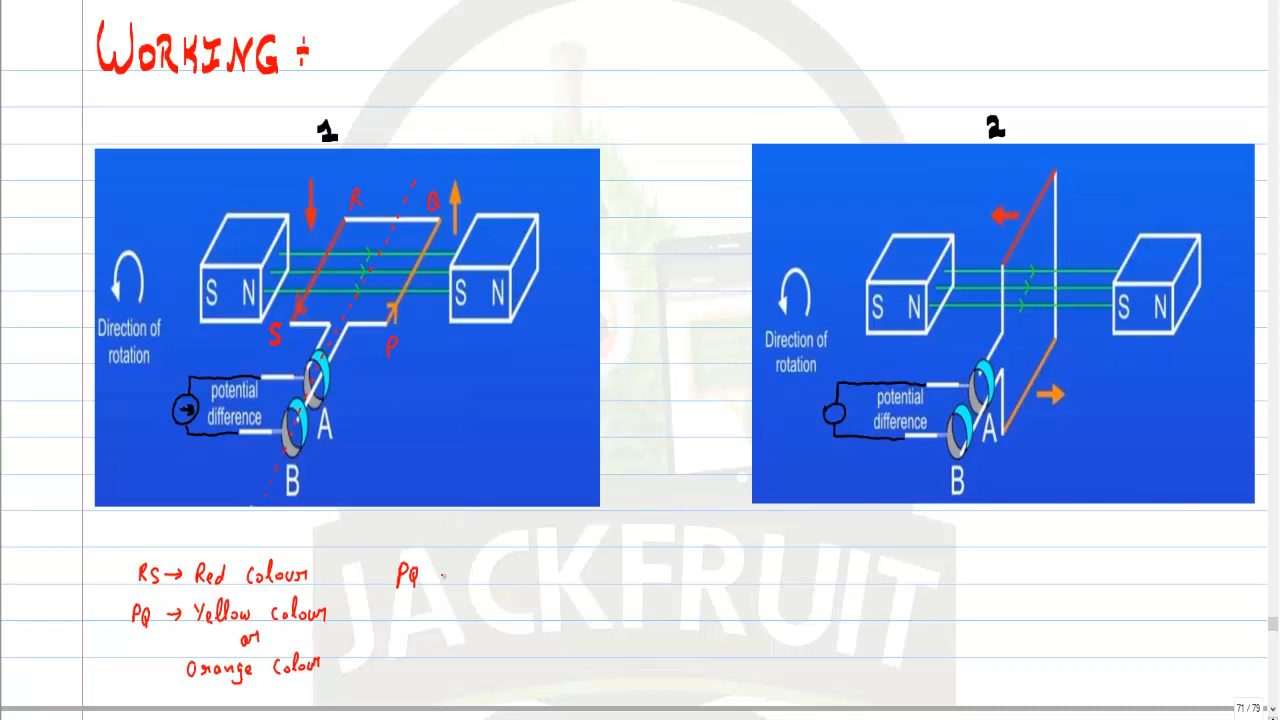 WORKING ÷
1
2
R
Q
S N
S N
S
P
Direction of
rotation
potential
difference
A
B
S N
S N
Direction of
rotation
potential
difference
A
B
RS → Red Colour
PQ
PQ → Yellow Colour
or
Orange Colour
JACKFRUIT
71 / 79